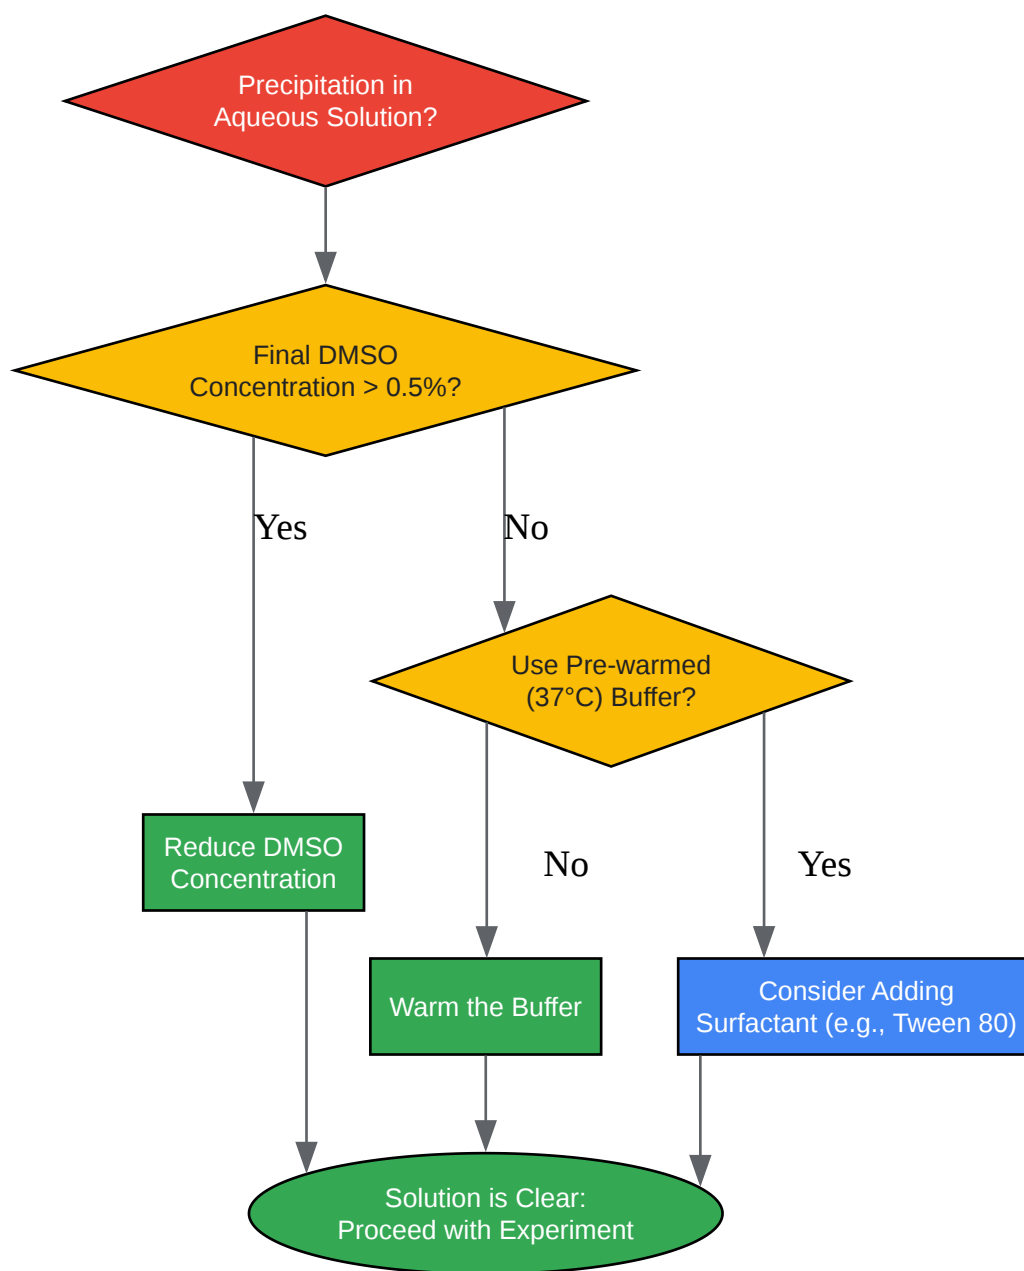 Precipitation in
Aqueous Solution?
Final DMSO
Concentration > 0.5%?
Yes
No
Use Pre-warmed
(37°C) Buffer?
Reduce DMSO
Concentration
No
Yes
Warm the Buffer
Consider Adding
Surfactant (e.g., Tween 80)
Solution is Clear:
Proceed with Experiment